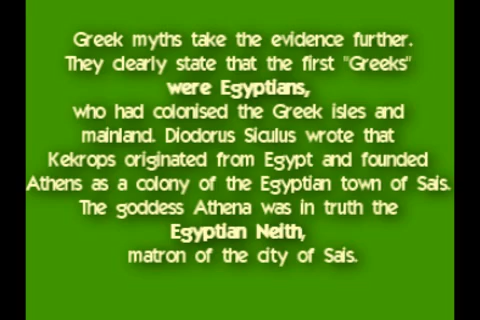 Greek myths take the evidence further.
They clearly state that the first "Greeks"
were Egyptians,
who had colonised the Greek isles and
mainland. Diodorus Siculus wrote that
Kekrops originated from Egypt and founded
Athens as a colony of the Egyptian town of Sais.
The goddess Athena was in truth the
Egyptian Neith,
matron of the city of Sais.